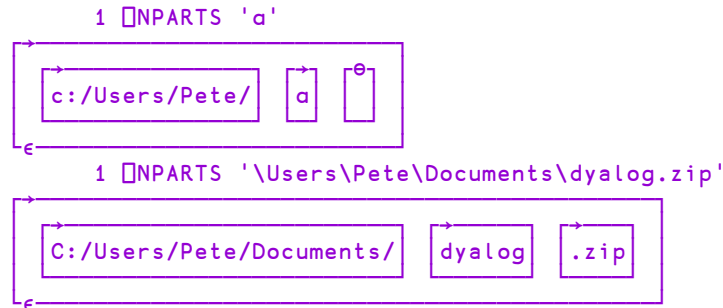 1 ⎕NPARTS 'a'
┌→────────────────────────────────┐
│ ┌→──────────────┐ ┌→┐ ┌⊖┐ │
│ │c:/Users/Pete/│ │a│ │ │ │
│ └───────────────┘ └─┘ └─┘ │
└∊────────────────────────────────┘
1 ⎕NPARTS '\Users\Pete\Documents\dyalog.zip'
┌→──────────────────────────────────────────────────┐
│ ┌→───────────────────────┐ ┌→─────┐ ┌→───┐ │
│ │C:/Users/Pete/Documents/│ │dyalog│ │.zip│ │
│ └────────────────────────┘ └──────┘ └────┘ │
└∊──────────────────────────────────────────────────┘